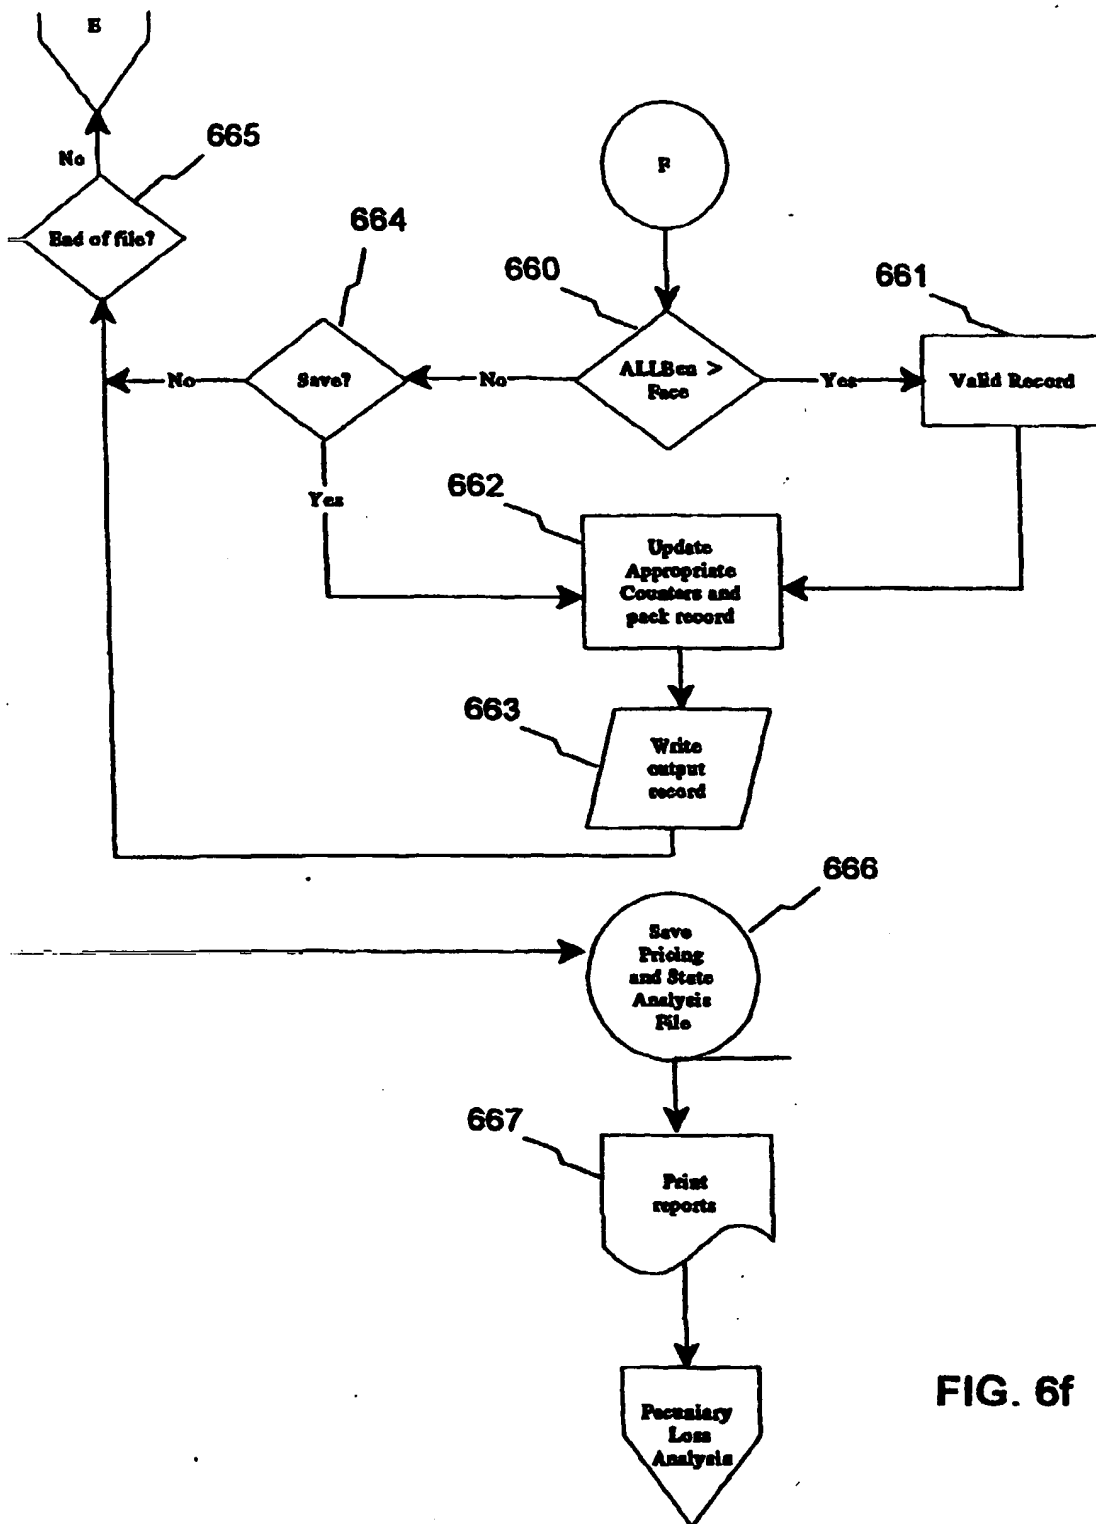 E
665
No
F
End of file?
664
660
661
Save?
No
ALLBen >
Face
No
Yes
Valid Record
Yes
662
Update
Appropriate
Counters and
pack record
663
Write
output
record
666
Save
Pricing
and State
Analysis
File
667
Print
reports
FIG. 6f
Pecuniary
Loss
Analysis